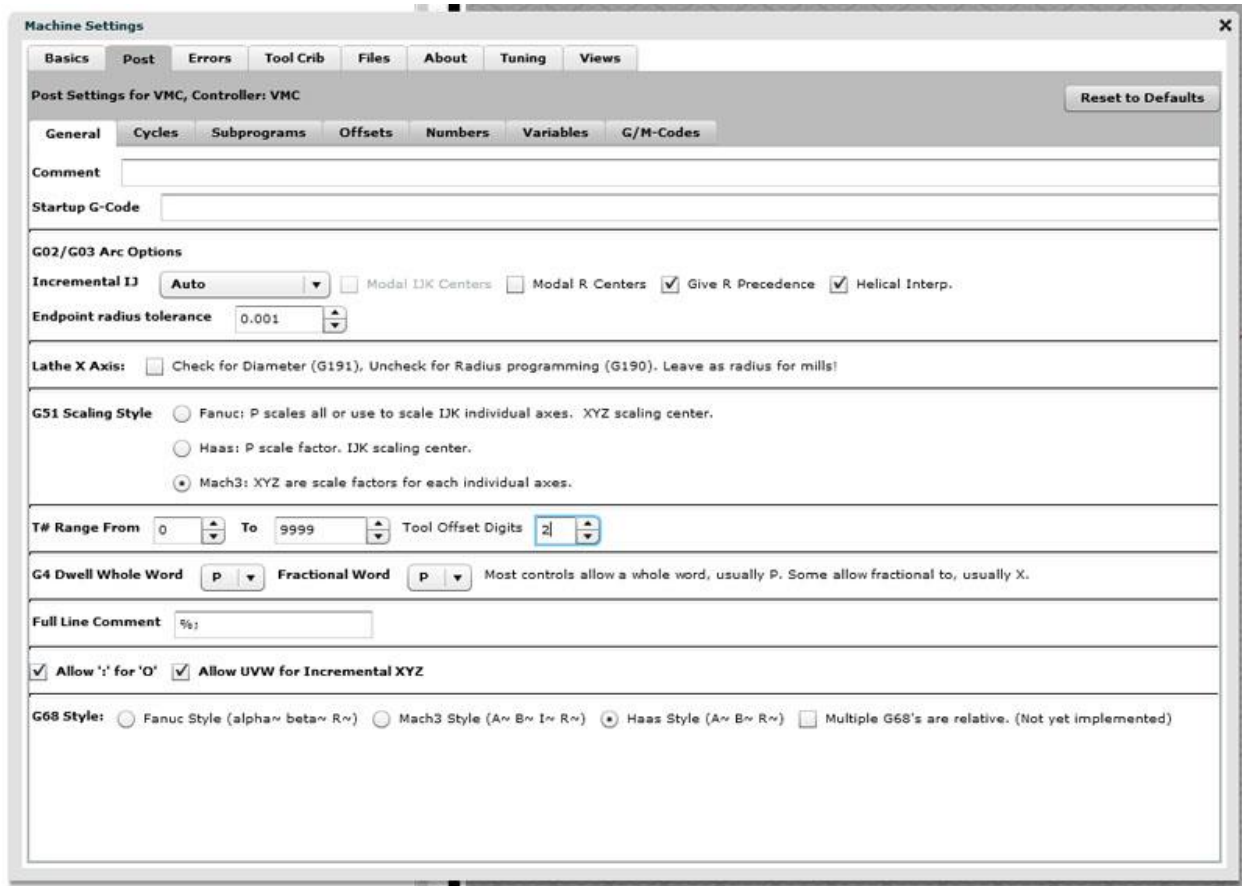 Machine Settings
Basics Post Errors Tool Crib Files About Tuning Views
Post Settings for VMC, Controller: VMC Reset to Defaults
General Cycles Subprograms Offsets Numbers Variables G/M-Codes
Comment
Startup G-Code
G02/G03 Arc Options
Incremental IJ Auto Modal IJK Centers Modal R Centers Give R Precedence Helical Interp.
Endpoint radius tolerance 0.001
Lathe X Axis: Check for Diameter (G191), Uncheck for Radius programming (G190). Leave as radius for mills!
G51 Scaling Style Fanuc: P scales all or use to scale IJK individual axes. XYZ scaling center.
Haas: P scale factor. IJK scaling center.
Mach3: XYZ are scale factors for each individual axes.
T# Range From 0 To 9999 Tool Offset Digits 2
G4 Dwell Whole Word P Fractional Word P Most controls allow a whole word, usually P. Some allow fractional to, usually X.
Full Line Comment %;
Allow ':' for 'O' Allow UVW for Incremental XYZ
G68 Style: Fanuc Style (alpha~ beta~ R~) Mach3 Style (A~ B~ I~ R~) Haas Style (A~ B~ R~) Multiple G68's are relative. (Not yet implemented)